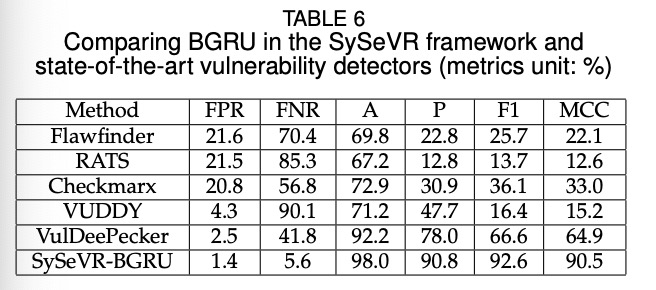 TABLE 6
Comparing BGRU in the SySeVR framework and
state-of-the-art vulnerability detectors (metrics unit: %)
Method FPR FNR A P F1 MCC
Flawfinder 21.6 70.4 69.8 22.8 25.7 22.1
RATS 21.5 85.3 67.2 12.8 13.7 12.6
Checkmarx 20.8 56.8 72.9 30.9 36.1 33.0
VUDDY 4.3 90.1 71.2 47.7 16.4 15.2
VulDeePecker 2.5 41.8 92.2 78.0 66.6 64.9
SySeVR-BGRU 1.4 5.6 98.0 90.8 92.6 90.5